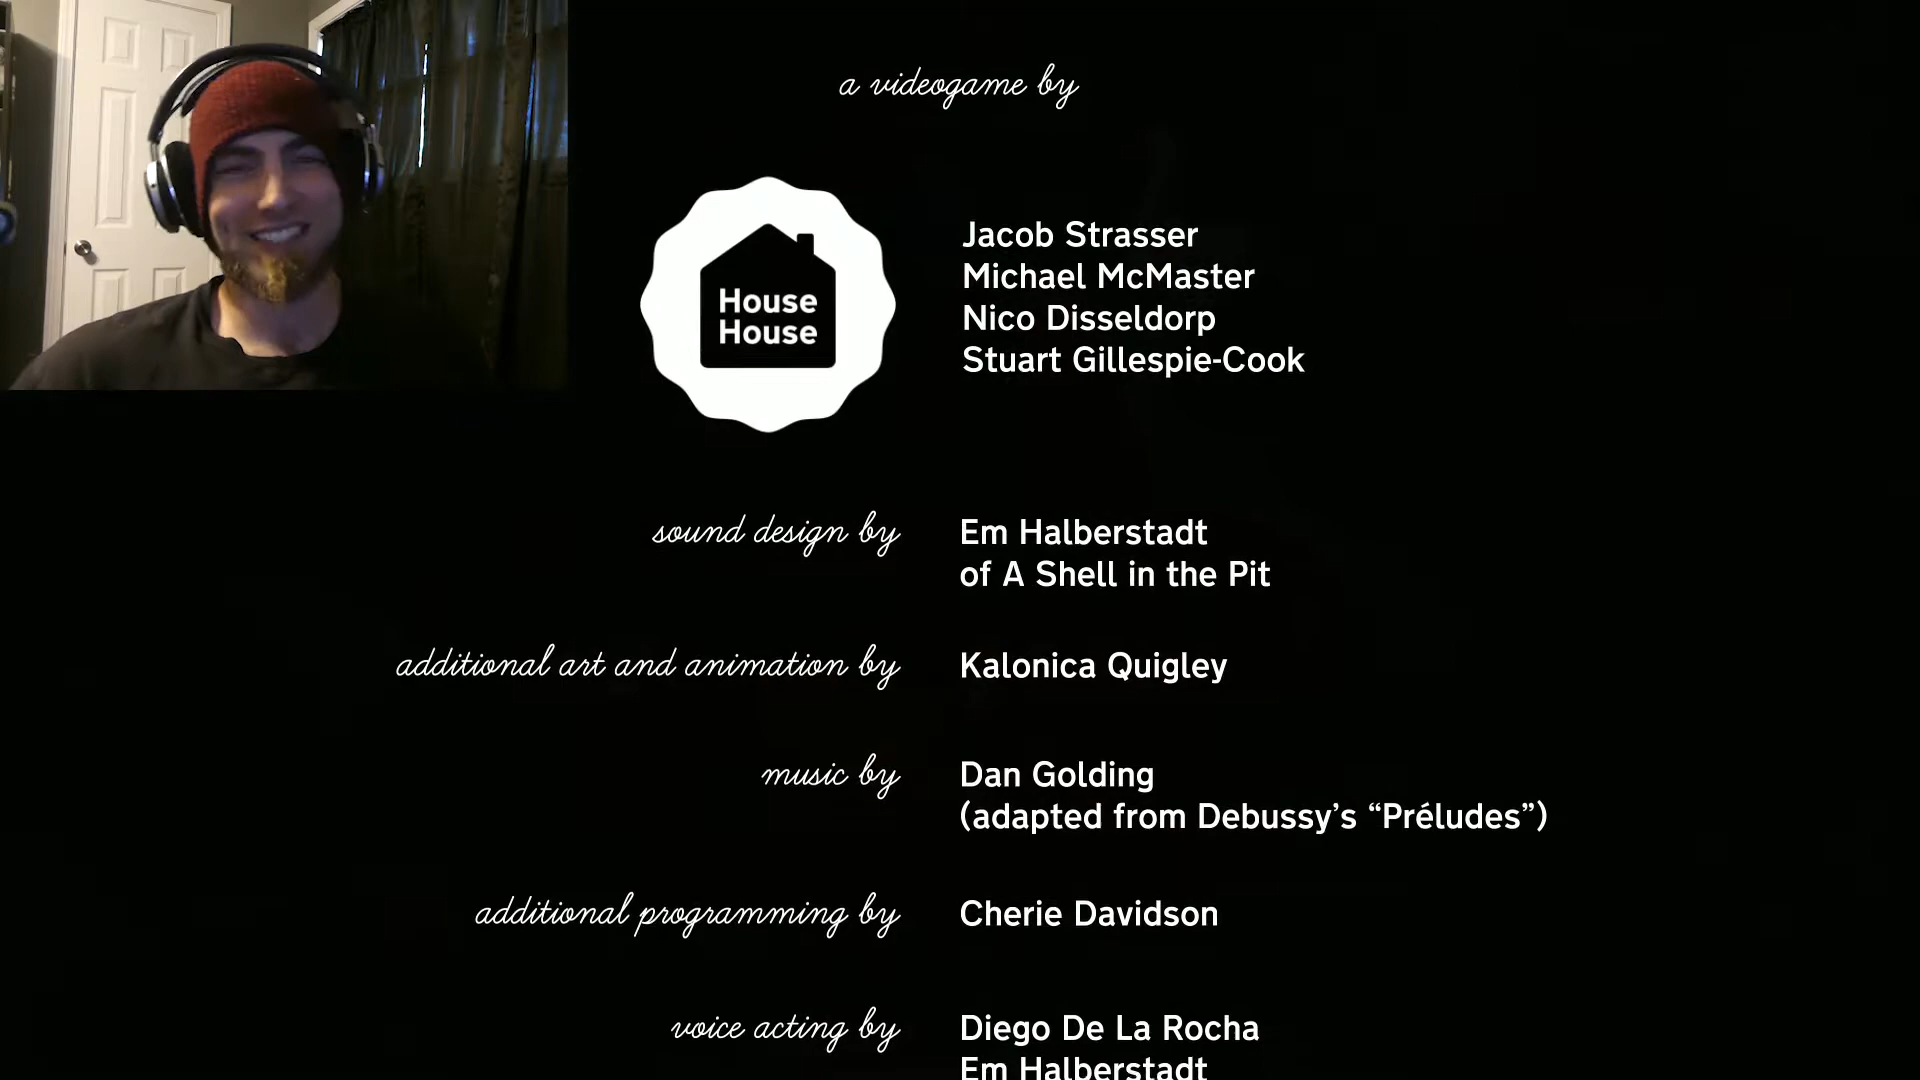 a videogame by
House
House
Jacob Strasser
Michael McMaster
Nico Disseldorp
Stuart Gillespie-Cook
sound design by
Em Halberstadt
of A Shell in the Pit
additional art and animation by
Kalonica Quigley
music by
Dan Golding
(adapted from Debussy’s “Préludes”)
additional programming by
Cherie Davidson
voice acting by
Diego De La Rocha
Em Halberstadt